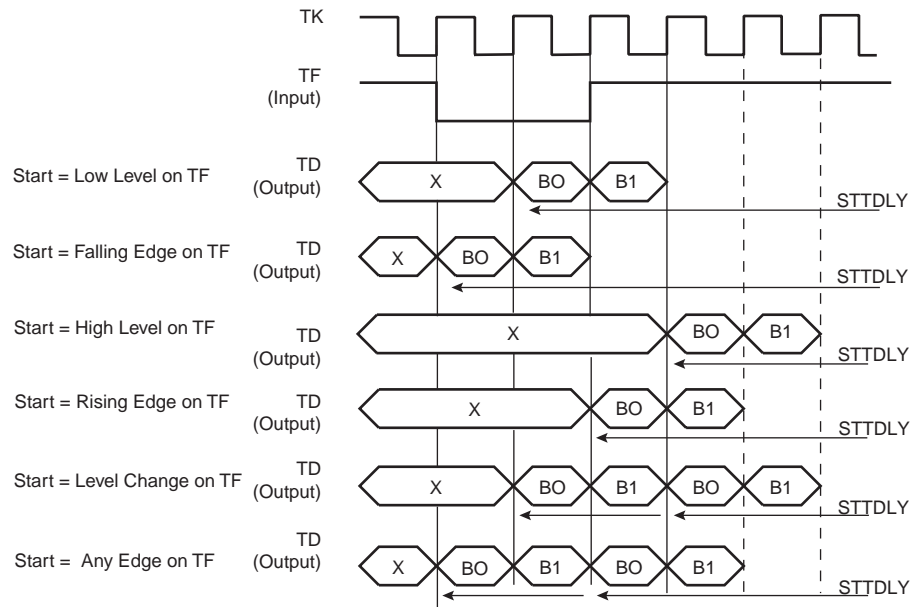 TK
TF
(Input)
Start = Low Level on TF
TD
(Output)
X
BO
B1
STTDLY
Start = Falling Edge on TF
TD
(Output)
X
BO
B1
STTDLY
Start = High Level on TF
TD
(Output)
X
BO
B1
STTDLY
Start = Rising Edge on TF
TD
(Output)
X
BO
B1
STTDLY
Start = Level Change on TF
TD
(Output)
X
BO
B1
BO
B1
STTDLY
Start = Any Edge on TF
TD
(Output)
X
BO
B1
BO
B1
STTDLY